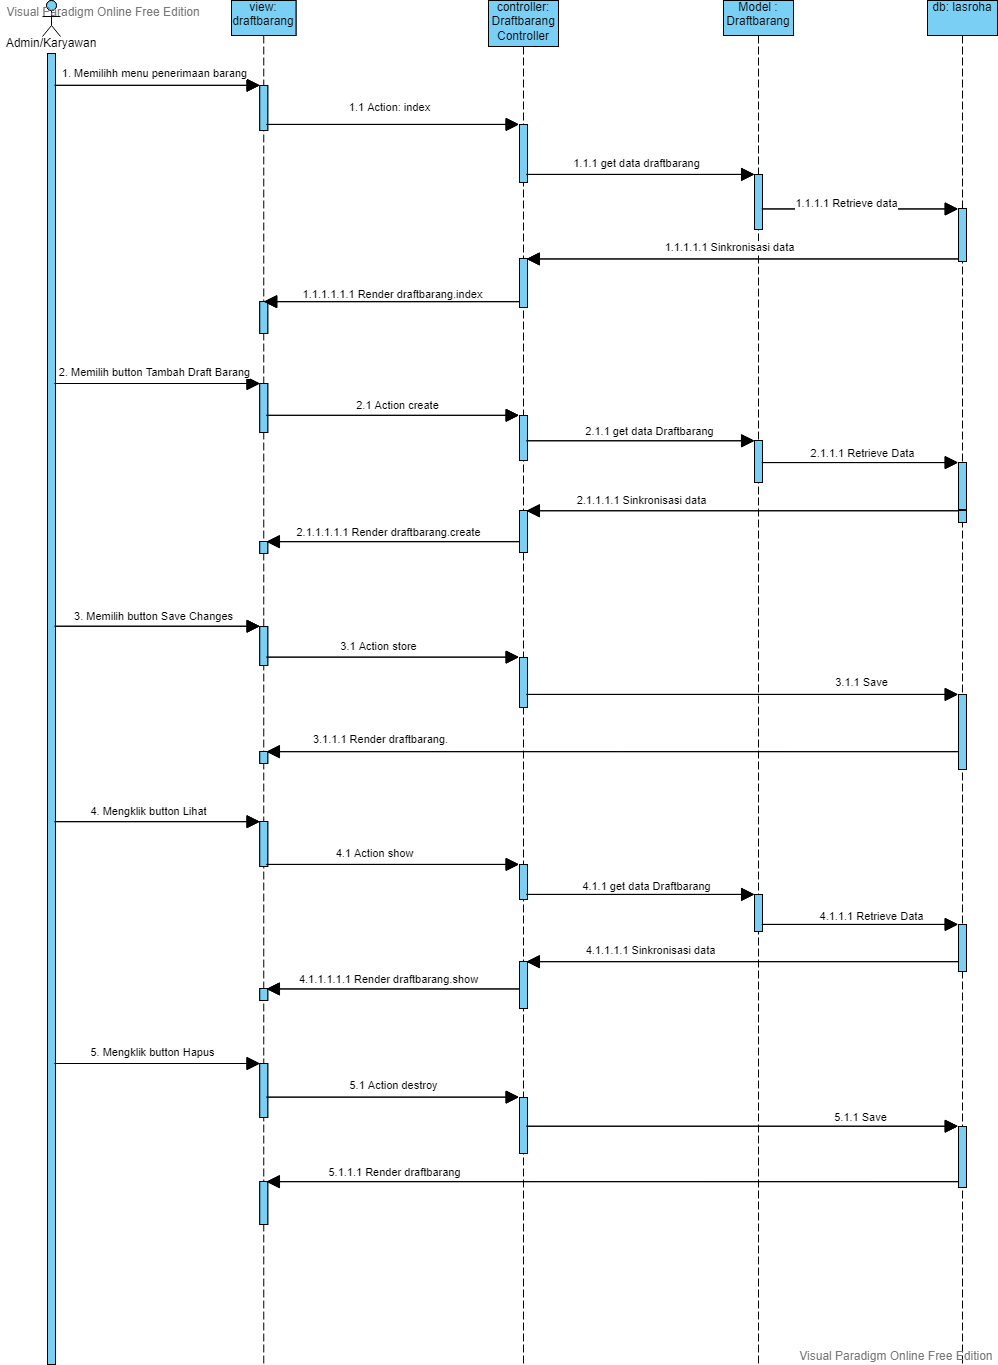 Visual Paradigm Online Free Edition
Admin/Karyawan
view:
draftbarang
controller:
Draftbarang
Controller
Model :
Draftbarang
db: lasroha
1. Memilihh menu penerimaan barang
1.1 Action: index
1.1.1 get data draftbarang
1.1.1.1 Retrieve data
1.1.1.1.1 Sinkronisasi data
1.1.1.1.1.1 Render draftbarang.index
2. Memilih button Tambah Draft Barang
2.1 Action create
2.1.1 get data Draftbarang
2.1.1.1 Retrieve Data
2.1.1.1.1 Sinkronisasi data
2.1.1.1.1.1 Render draftbarang.create
3. Memilih button Save Changes
3.1 Action store
3.1.1 Save
3.1.1.1 Render draftbarang.
4. Mengklik button Lihat
4.1 Action show
4.1.1 get data Draftbarang
4.1.1.1 Retrieve Data
4.1.1.1.1 Sinkronisasi data
4.1.1.1.1.1 Render draftbarang.show
5. Mengklik button Hapus
5.1 Action destroy
5.1.1 Save
5.1.1.1 Render draftbarang
Visual Paradigm Online Free Edition